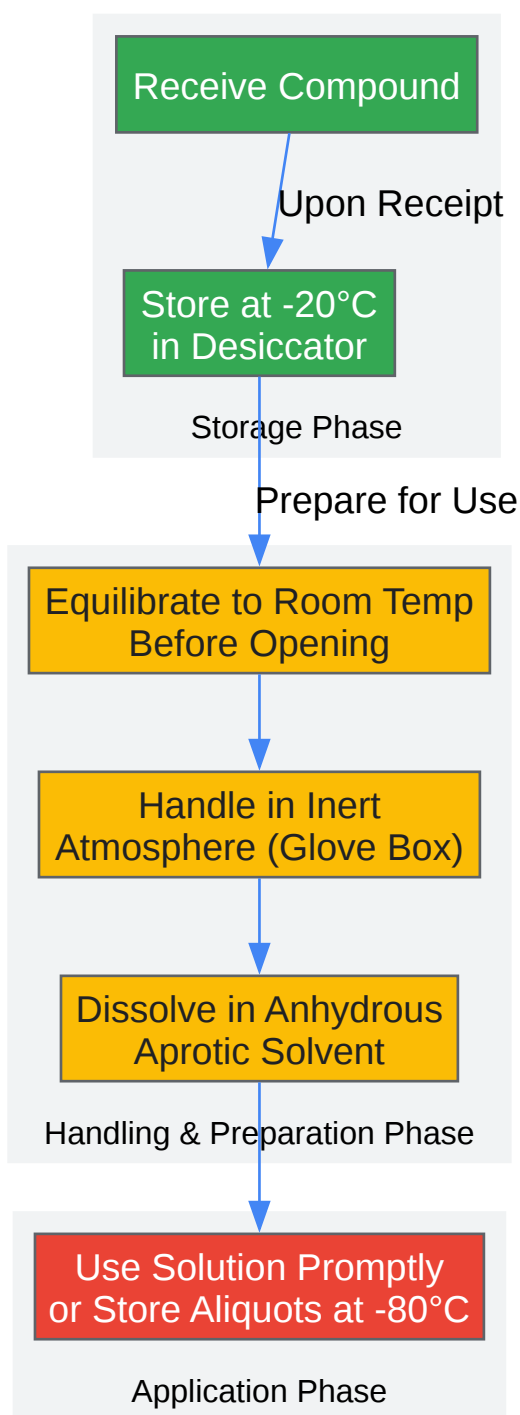 Receive Compound
Upon Receipt
Store at -20°C
in Desiccator
Storage Phase
Prepare for Use
Equilibrate to Room Temp
Before Opening
Handle in Inert
Atmosphere (Glove Box)
Dissolve in Anhydrous
Aprotic Solvent
Handling & Preparation Phase
Use Solution Promptly
or Store Aliquots at -80°C
Application Phase